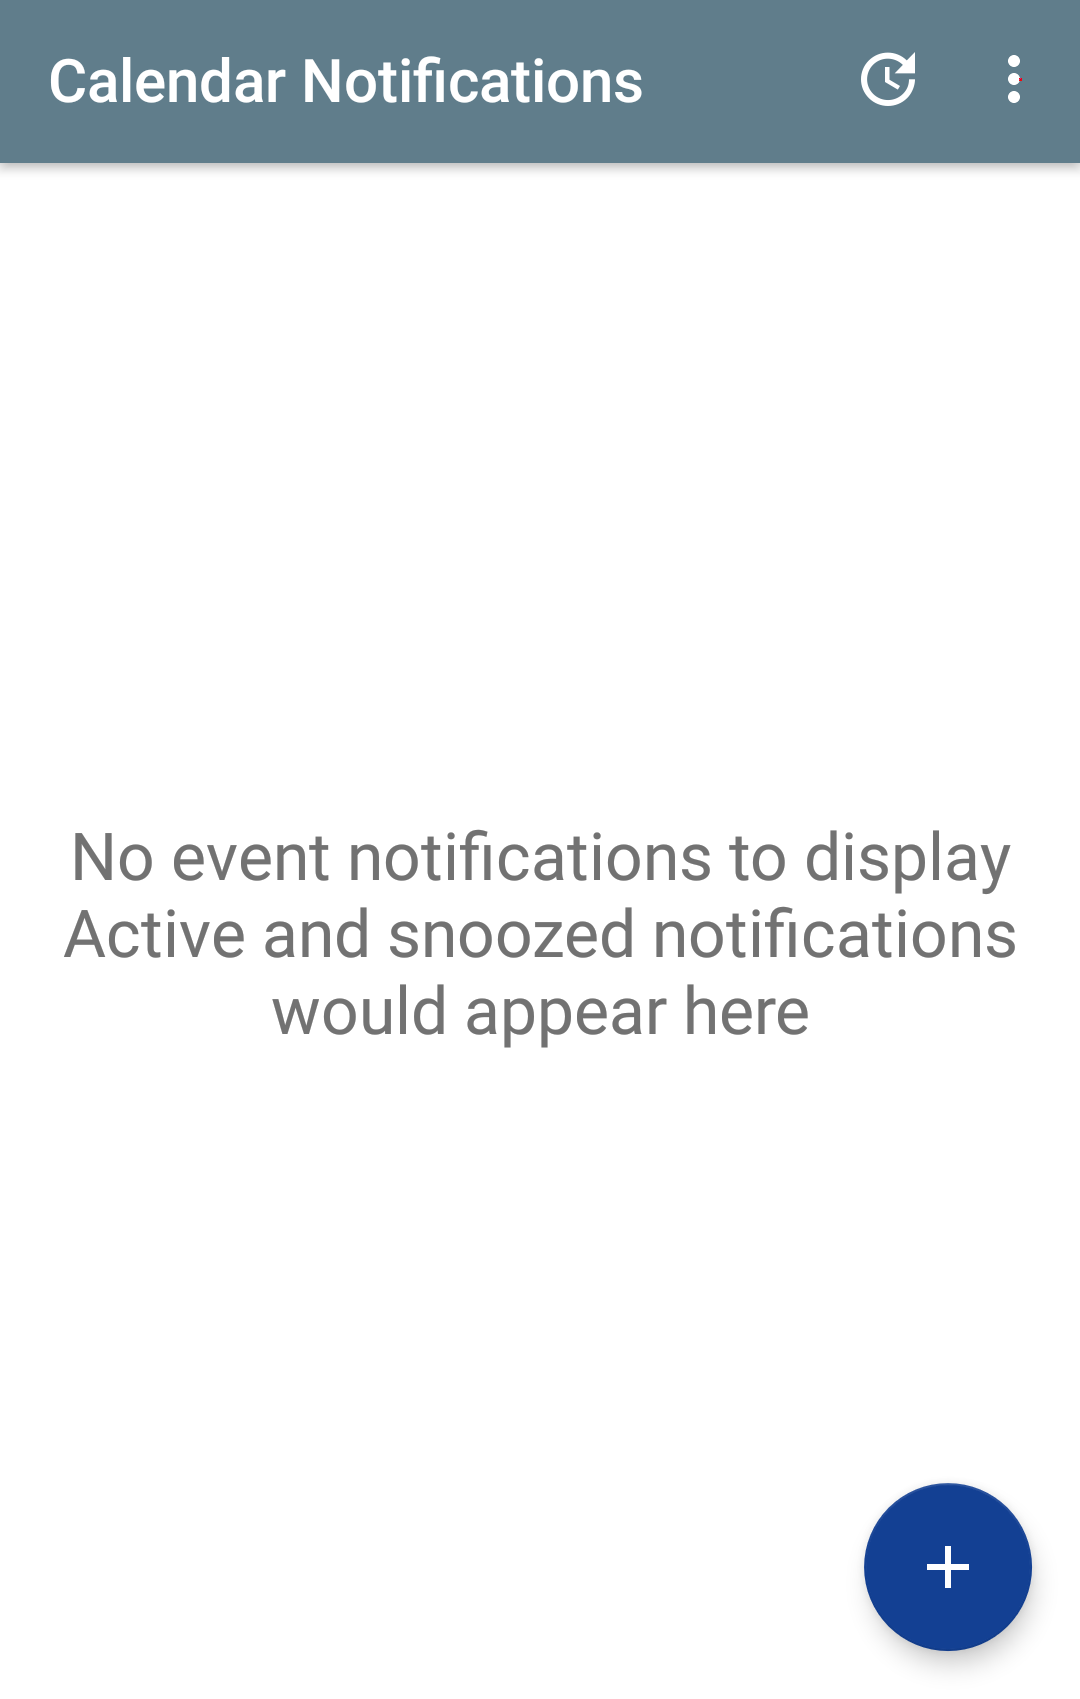 Calendar Notifications
No event notifications to display
Active and snoozed notifications
would appear here